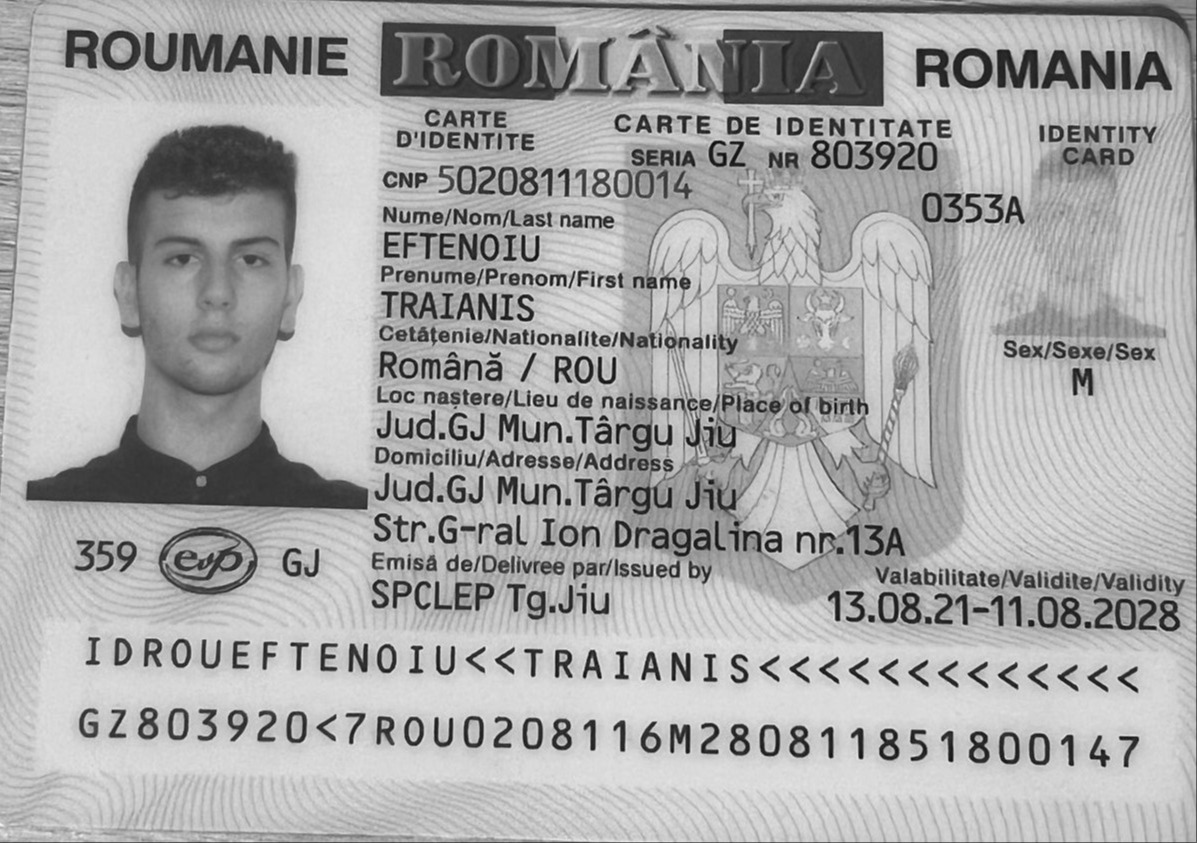 ROUMANIE ROMÂNIA ROMANIA
CARTE D'IDENTITE
CARTE DE IDENTITATE
IDENTITY CARD
SERIA GZ NR 803920
CNP 5020811180014
0353A
Nume/Nom/Last name
EFTENOIU
Prenume/Prenom/First name
TRAIANIS
Cetăţenie/Nationalite/Nationality
Română / ROU
Sex/Sexe/Sex
M
Loc naştere/Lieu de naissance/Place of birth
Jud.GJ Mun.Târgu Jiu
Domiciliu/Adresse/Address
Jud.GJ Mun.Târgu Jiu
Str.G-ral Ion Dragalina nr.13A
359 esp GJ
Emisă de/Delivree par/Issued by
SPCLEP Tg.Jiu
Valabilitate/Validite/Validity
13.08.21-11.08.2028
IDROUEFTENOIU<<TRAIANIS<<<<<<<<<<<<<
GZ803920<7ROU0208116M280811851800147